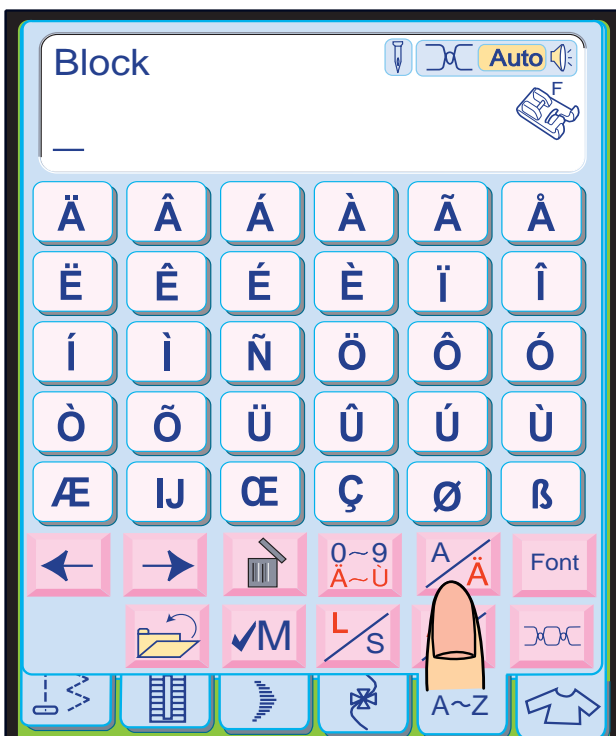 Block
Auto
F
_
Ä Â Á À Ã Å
Ë Ê É È Ï Î
Í Ì Ñ Ö Ô Ó
Ò Õ Ü Û Ú Ù
Æ IJ Œ Ç Ø ß
0~9
Ä~Ù
A/Ä
Font
✓M
L/S
A~Z